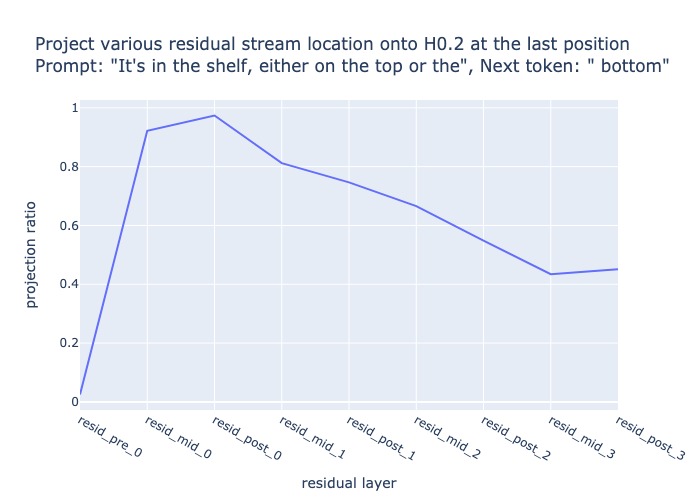 Project various residual stream location onto H0.2 at the last position
Prompt: "It's in the shelf, either on the top or the", Next token: " bottom"
projection ratio
1
0.8
0.6
0.4
0.2
0
resid_pre_0
resid_mid_0
resid_post_0
resid_mid_1
resid_post_1
resid_mid_2
resid_post_2
resid_mid_3
resid_post_3
residual layer